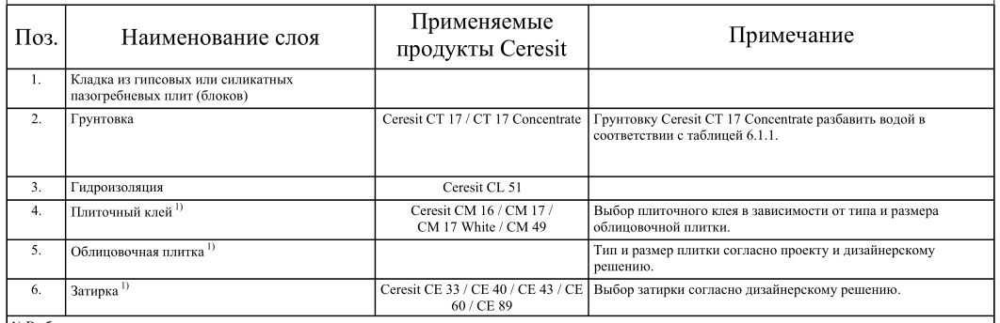 Поз.
Наименование слоя
Применяемые
продукты Ceresit
Примечание
1.
Кладка из гипсовых или силикатных
пазогребневых плит (блоков)
2.
Грунтовка
Ceresit CT 17 / CT 17 Concentrate
Грунтовку Ceresit CT 17 Concentrate разбавить водой в
соответствии с таблицей 6.1.1.
3.
Гидроизоляция
Ceresit CL 51
4.
Плиточный клей 1)
Ceresit CM 16 / CM 17 /
CM 17 White / CM 49
Выбор плиточного клея в зависимости от типа и размера
облицовочной плитки.
5.
Облицовочная плитка 1)
Тип и размер плитки согласно проекту и дизайнерскому
решению.
6.
Затирка 1)
Ceresit CE 33 / CE 40 / CE 43 / CE
60 / CE 89
Выбор затирки согласно дизайнерскому решению.